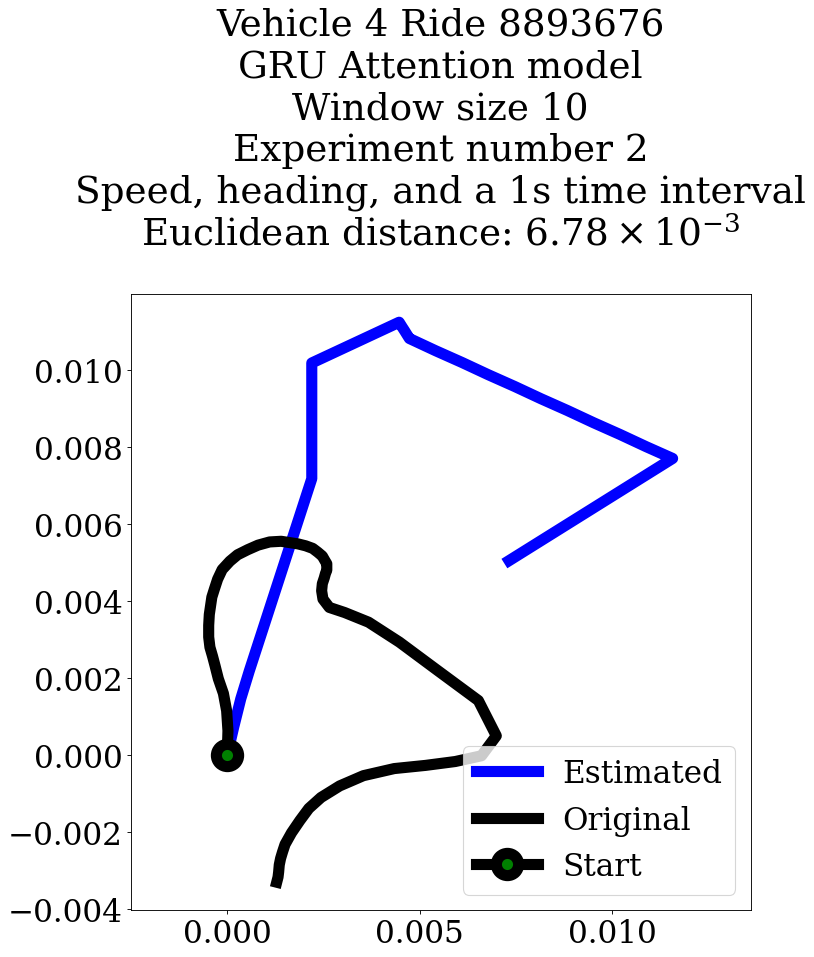 Vehicle 4 Ride 8893676
GRU Attention model
Window size 10
Experiment number 2
Speed, heading, and a 1s time interval
Euclidean distance: 6.78 × 10⁻³
0.010
0.008
0.006
0.004
0.002
0.000
−0.002
−0.004
Estimated
Original
Start
0.000 0.005 0.010